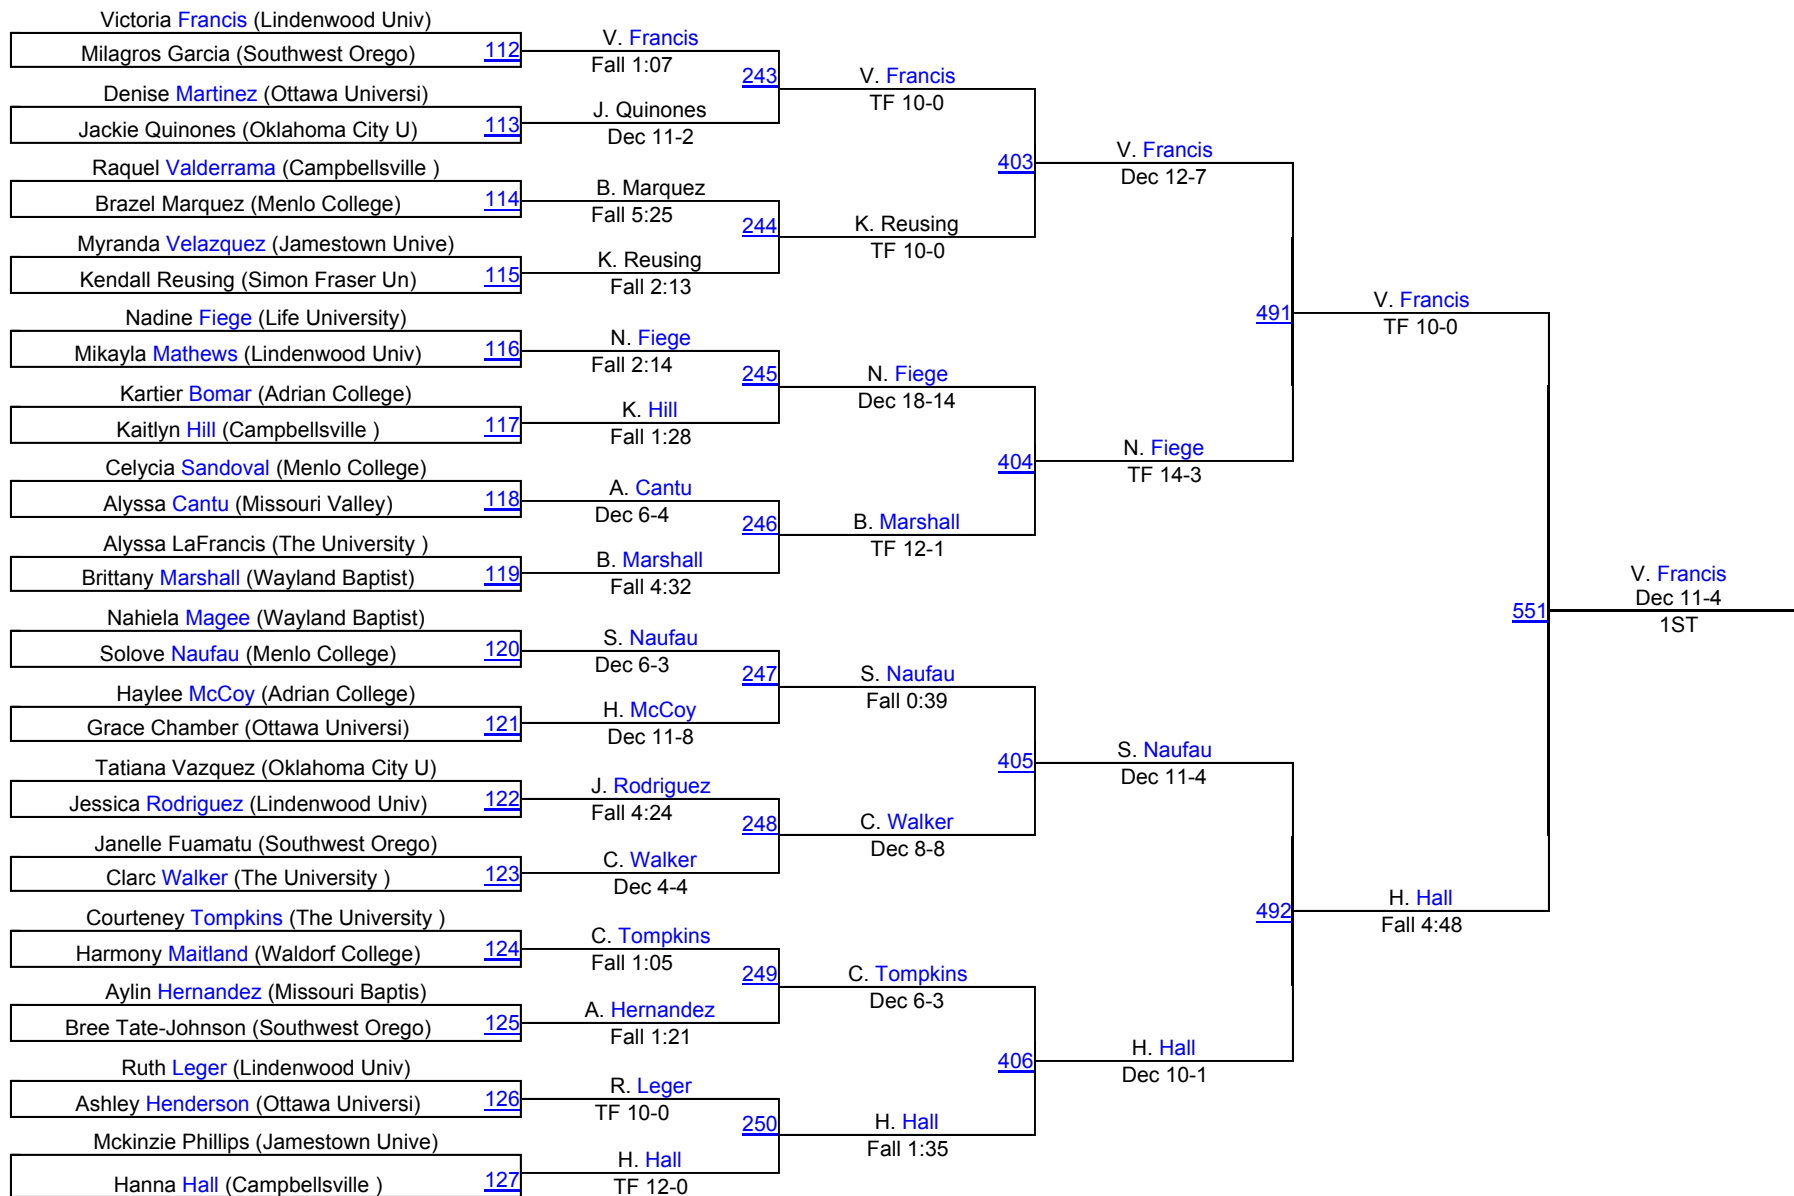 Victoria Francis (Lindenwood Univ)
Milagros Garcia (Southwest Orego)
112
Denise Martinez (Ottawa Universi)
Jackie Quinones (Oklahoma City U)
113
Raquel Valderrama (Campbellsville )
Brazel Marquez (Menlo College)
114
Myranda Velazquez (Jamestown Unive)
Kendall Reusing (Simon Fraser Un)
115
Nadine Fiege (Life University)
Mikayla Mathews (Lindenwood Univ)
116
Kartier Bomar (Adrian College)
Kaitlyn Hill (Campbellsville )
117
Celycia Sandoval (Menlo College)
Alyssa Cantu (Missouri Valley)
118
Alyssa LaFrancis (The University )
Brittany Marshall (Wayland Baptist)
119
Nahiela Magee (Wayland Baptist)
Solove Naufau (Menlo College)
120
Haylee McCoy (Adrian College)
Grace Chamber (Ottawa Universi)
121
Tatiana Vazquez (Oklahoma City U)
Jessica Rodriguez (Lindenwood Univ)
122
Janelle Fuamatu (Southwest Orego)
Clarc Walker (The University )
123
Courteney Tompkins (The University )
Harmony Maitland (Waldorf College)
124
Aylin Hernandez (Missouri Baptis)
Bree Tate-Johnson (Southwest Orego)
125
Ruth Leger (Lindenwood Univ)
Ashley Henderson (Ottawa Universi)
126
Mckinzie Phillips (Jamestown Unive)
Hanna Hall (Campbellsville )
127
V. Francis
Fall 1:07
243
J. Quinones
Dec 11-2
B. Marquez
Fall 5:25
244
K. Reusing
Fall 2:13
N. Fiege
Fall 2:14
245
K. Hill
Fall 1:28
A. Cantu
Dec 6-4
246
B. Marshall
Fall 4:32
S. Naufau
Dec 6-3
247
H. McCoy
Dec 11-8
J. Rodriguez
Fall 4:24
248
C. Walker
Dec 4-4
C. Tompkins
Fall 1:05
249
A. Hernandez
Fall 1:21
R. Leger
TF 10-0
250
H. Hall
TF 12-0
V. Francis
TF 10-0
403
K. Reusing
TF 10-0
N. Fiege
Dec 18-14
404
B. Marshall
TF 12-1
S. Naufau
Fall 0:39
405
C. Walker
Dec 8-8
C. Tompkins
Dec 6-3
406
H. Hall
Fall 1:35
V. Francis
Dec 12-7
491
N. Fiege
TF 14-3
S. Naufau
Dec 11-4
492
H. Hall
Dec 10-1
V. Francis
TF 10-0
551
H. Hall
Fall 4:48
V. Francis
Dec 11-4
1ST